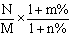 N/M × (1 + m%)/(1 + n%)